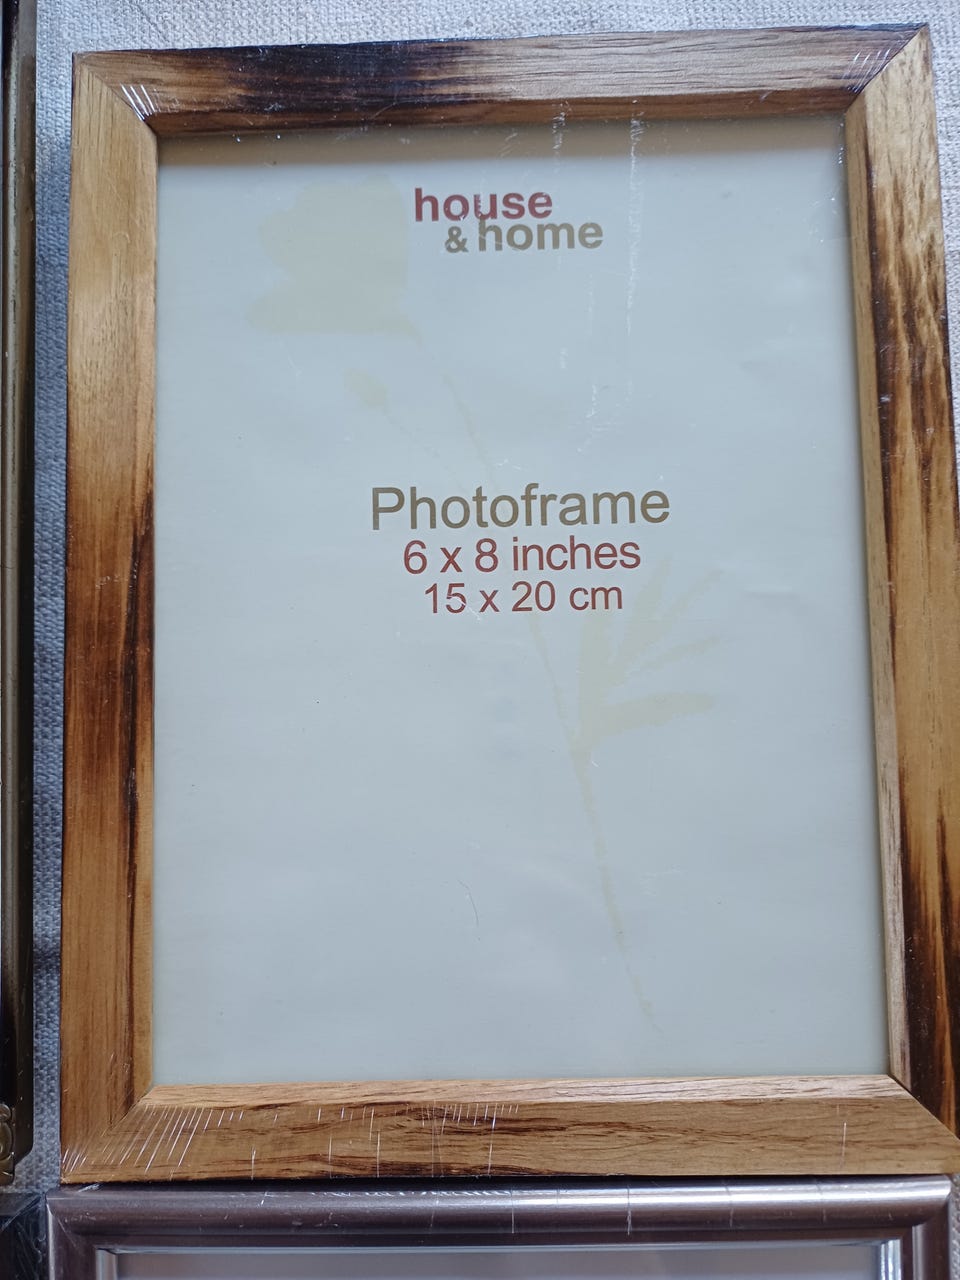 house
& home
Photoframe
6 x 8 inches
15 x 20 cm